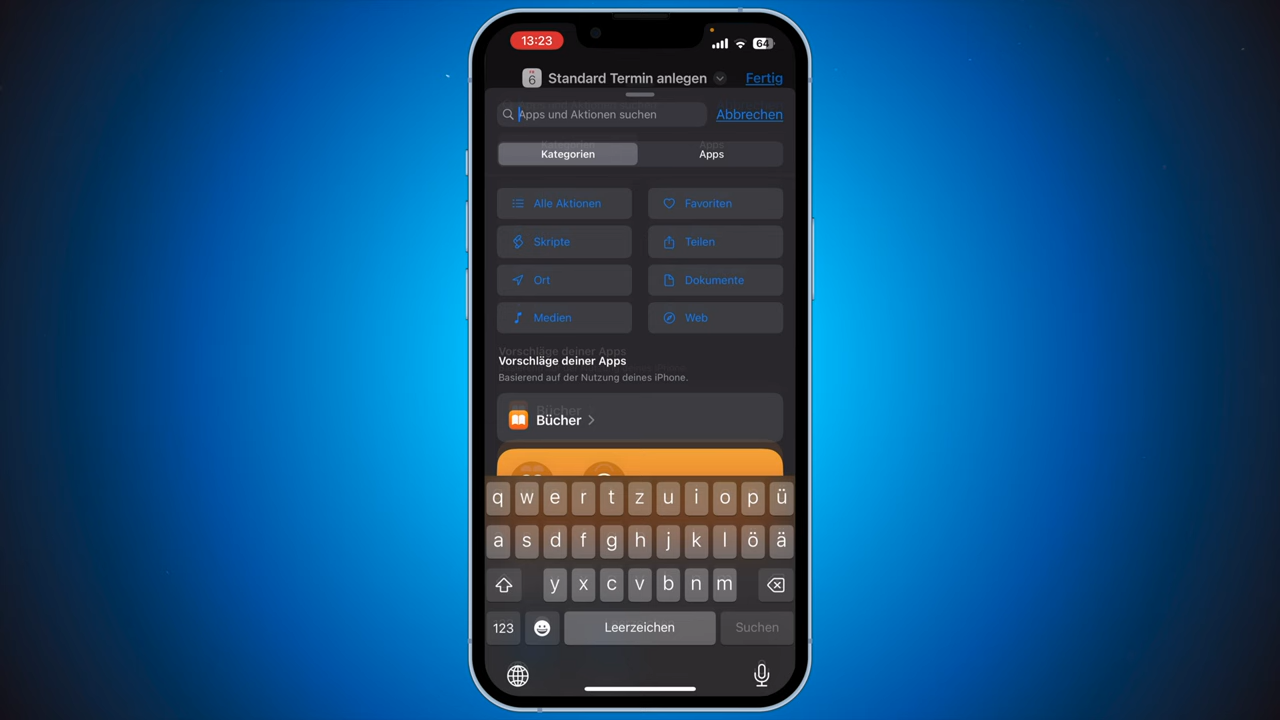 13:23
64
6
Standard Termin anlegen
Fertig
Apps und Aktionen suchen
Abbrechen
Kategorien
Apps
Alle Aktionen
Favoriten
Skripte
Teilen
Ort
Dokumente
Medien
Web
Vorschläge deiner Apps
Basierend auf der Nutzung deines iPhone.
Bücher
q w e r t z u i o p ü
a s d f g h j k l ö ä
y x c v b n m
123
Leerzeichen
Suchen